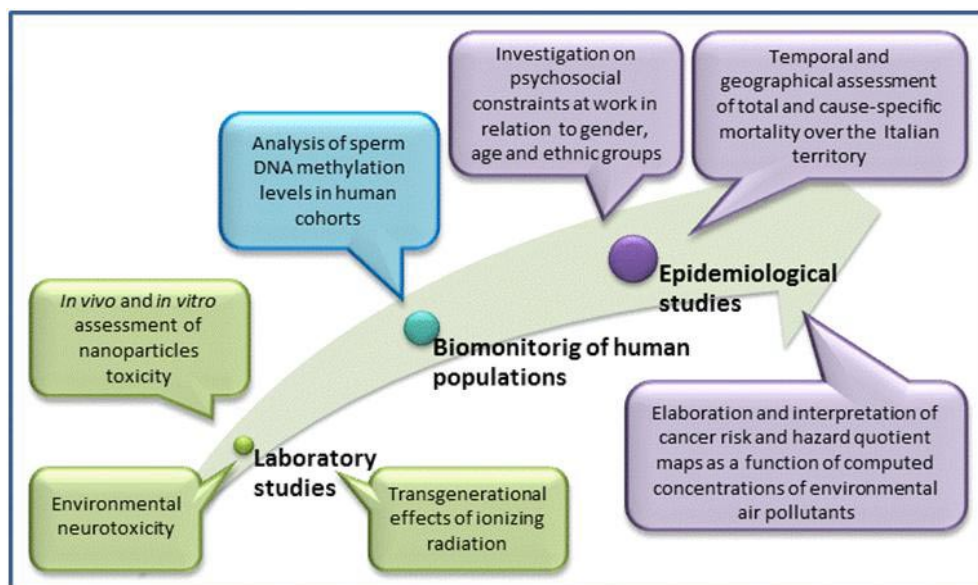 Investigation on
psychosocial
constraints at work in
relation to gender,
age and ethnic groups
Temporal and
geographical assessment
of total and cause-specific
mortality over the Italian
territory
Analysis of sperm
DNA methylation
levels in human
cohorts
In vivo and in vitro
assessment of
nanoparticles
toxicity
Epidemiological
studies
Biomonitorig of human
populations
Elaboration and interpretation of
cancer risk and hazard quotient
maps as a function of computed
concentrations of environmental
air pollutants
Laboratory
studies
Environmental
neurotoxicity
Transgenerational
effects of ionizing
radiation